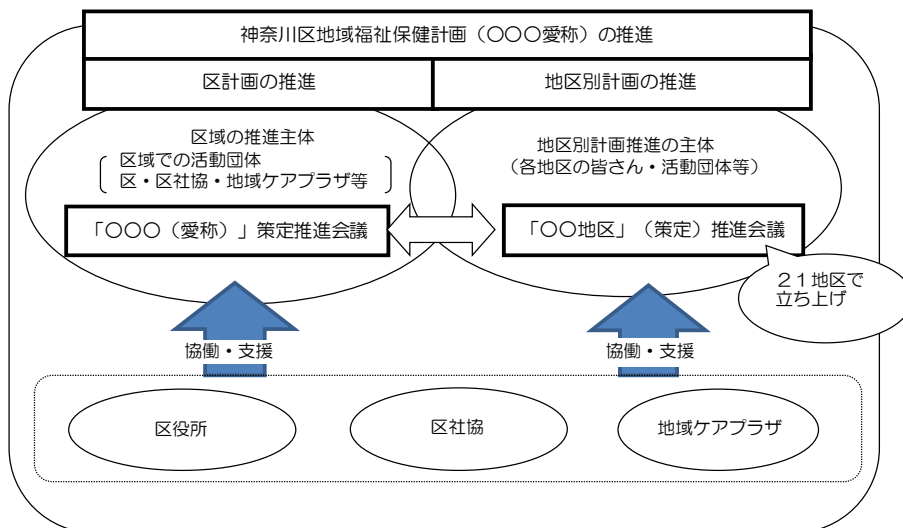 神奈川区地域福祉保健計画（〇〇〇愛称）の推進
区計画の推進
地区別計画の推進
区域の推進主体
区域での活動団体
区・区社協・地域ケアプラザ等
地区別計画推進の主体
（各地区の皆さん・活動団体等）
「〇〇〇（愛称）」策定推進会議
「〇〇地区」（策定）推進会議
２１地区で
立ち上げ
協働・支援
協働・支援
区役所
区社協
地域ケアプラザ